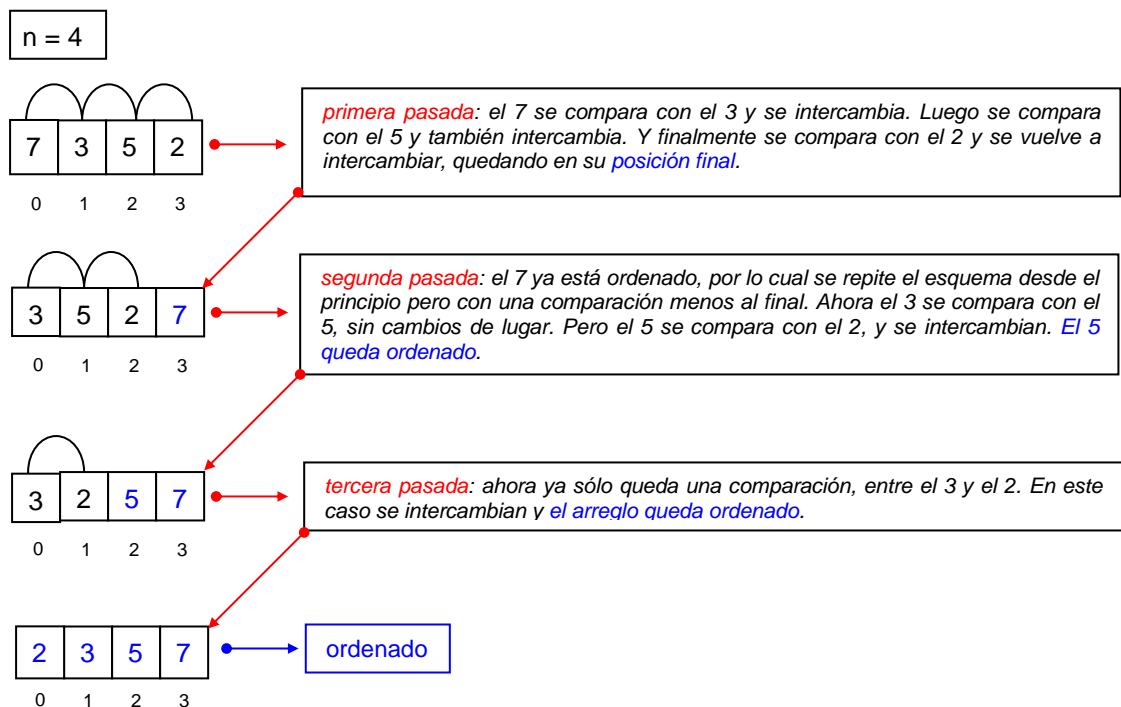 n = 4
7 3 5 2
0 1 2 3
primera pasada: el 7 se compara con el 3 y se intercambia. Luego se compara
con el 5 y también intercambia. Y finalmente se compara con el 2 y se vuelve a
intercambiar, quedando en su posición final.
3 5 2 7
0 1 2 3
segunda pasada: el 7 ya está ordenado, por lo cual se repite el esquema desde el
principio pero con una comparación menos al final. Ahora el 3 se compara con el
5, sin cambios de lugar. Pero el 5 se compara con el 2, y se intercambian. El 5
queda ordenado.
3 2 5 7
0 1 2 3
tercera pasada: ahora ya sólo queda una comparación, entre el 3 y el 2. En este
caso se intercambian y el arreglo queda ordenado.
2 3 5 7
0 1 2 3
ordenado